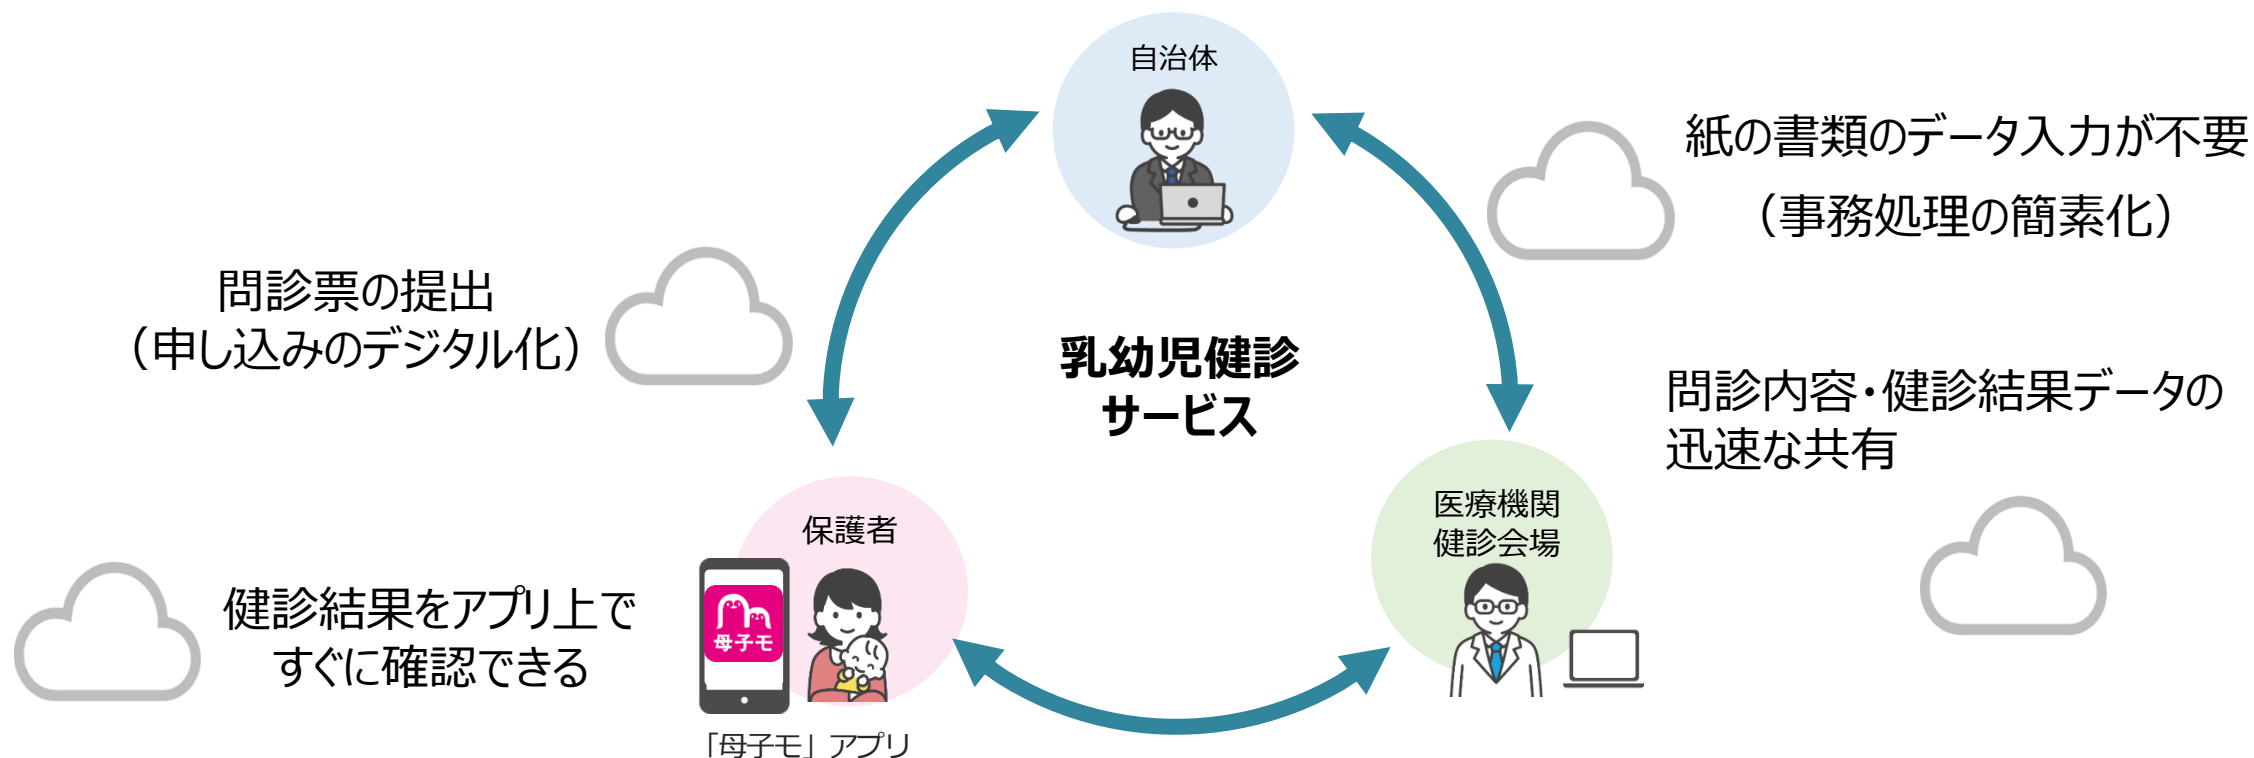 自治体
紙の書類のデータ入力が不要
（事務処理の簡素化）
問診票の提出
（申し込みのデジタル化）
乳幼児健診
サービス
問診内容・健診結果データの
迅速な共有
保護者
医療機関
健診会場
健診結果をアプリ上で
すぐに確認できる
母子モ
「母子モ」アプリ